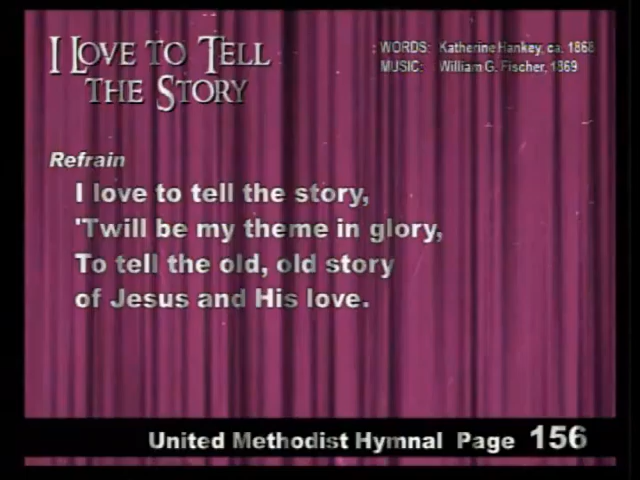 I LOVE TO TELL
THE STORY
WORDS: Katherine Hankey, ca. 1868
MUSIC: William G. Fischer, 1869
Refrain
I love to tell the story,
'Twill be my theme in glory,
To tell the old, old story
of Jesus and His love.
United Methodist Hymnal Page 156